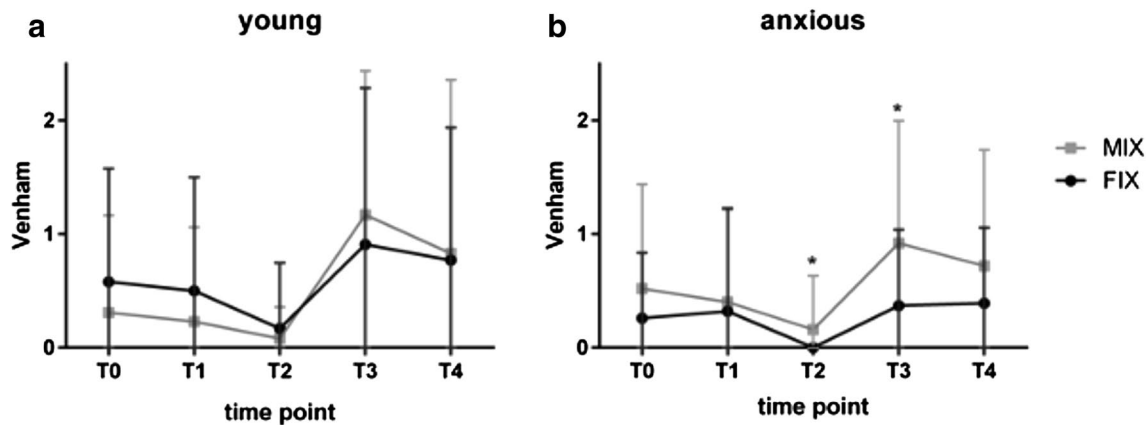 a young
Venham
2
1
0
T0 T1 T2 T3 T4
time point
b anxious
Venham
2
1
0
*
*
T0 T1 T2 T3 T4
time point
MIX
FIX